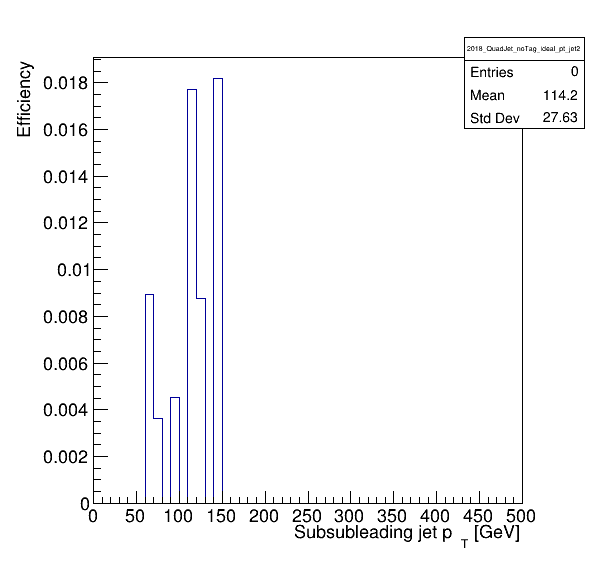 2018_QuadJet_noTag_ideal_pt_jet2
Entries 0
Mean 114.2
Std Dev 27.63
Efficiency
0.018
0.016
0.014
0.012
0.01
0.008
0.006
0.004
0.002
0
0 50 100 150 200 250 300 350 400 450 500
Subsubleading jet p T [GeV]